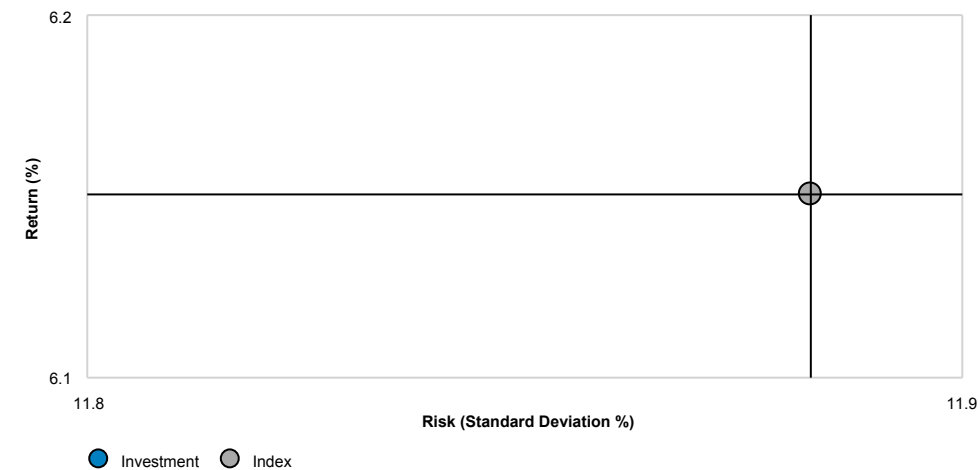 6.2
Return (%)
6.1
11.8
11.9
Risk (Standard Deviation %)
Investment
Index